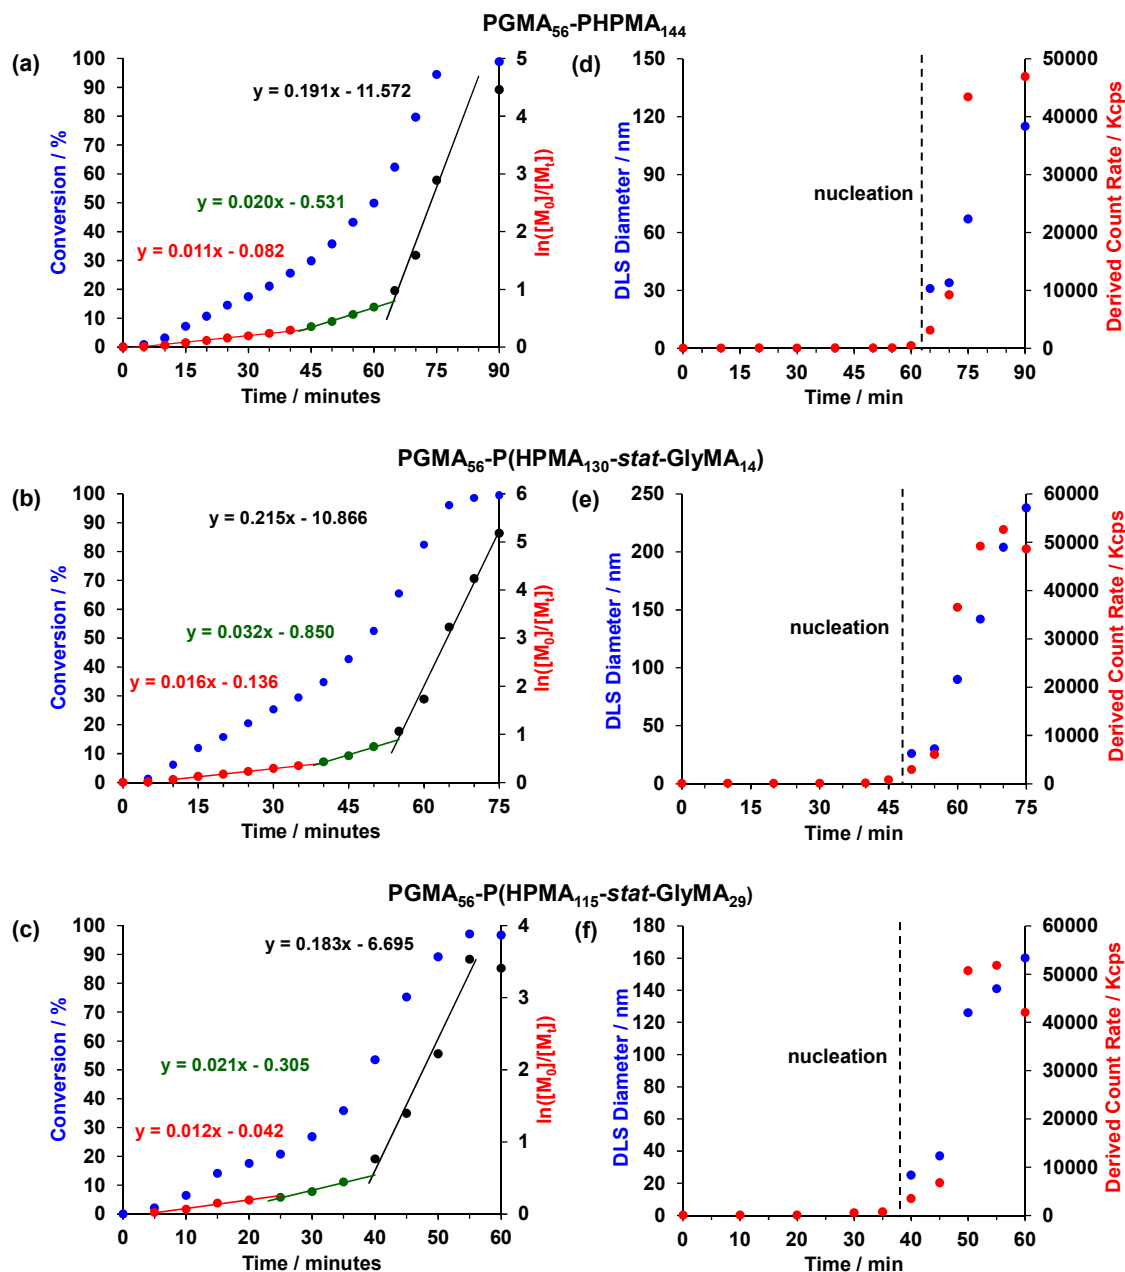 PGMA56-PHPMA144
(a)
100
90
80
70
60
50
40
30
20
10
0
Conversion / %
5
4
3
2
1
0
ln([M0]/[Mt])
y = 0.191x - 11.572
y = 0.020x - 0.531
y = 0.011x - 0.082
0 15 30 45 60 75 90
Time / minutes
(d)
150
120
90
60
30
0
DLS Diameter / nm
50000
40000
30000
20000
10000
0
Derived Count Rate / Kcps
nucleation
0 15 30 45 60 75 90
Time / min
PGMA56-P(HPMA130-stat-GlyMA14)
(b)
100
90
80
70
60
50
40
30
20
10
0
Conversion / %
6
5
4
3
2
1
0
ln([M0]/[Mt])
y = 0.215x - 10.866
y = 0.032x - 0.850
y = 0.016x - 0.136
0 15 30 45 60 75
Time / minutes
(e)
250
200
150
100
50
0
DLS Diameter / nm
60000
50000
40000
30000
20000
10000
0
Derived Count Rate / Kcps
nucleation
0 15 30 45 60 75
Time / min
PGMA56-P(HPMA115-stat-GlyMA29)
(c)
100
90
80
70
60
50
40
30
20
10
0
Conversion / %
4
3
2
1
0
ln([M0]/[Mt])
y = 0.183x - 6.695
y = 0.021x - 0.305
y = 0.012x - 0.042
0 10 20 30 40 50 60
Time / minutes
(f)
180
160
140
120
100
80
60
40
20
0
DLS Diameter / nm
60000
50000
40000
30000
20000
10000
0
Derived Count Rate / Kcps
nucleation
0 10 20 30 40 50 60
Time / min